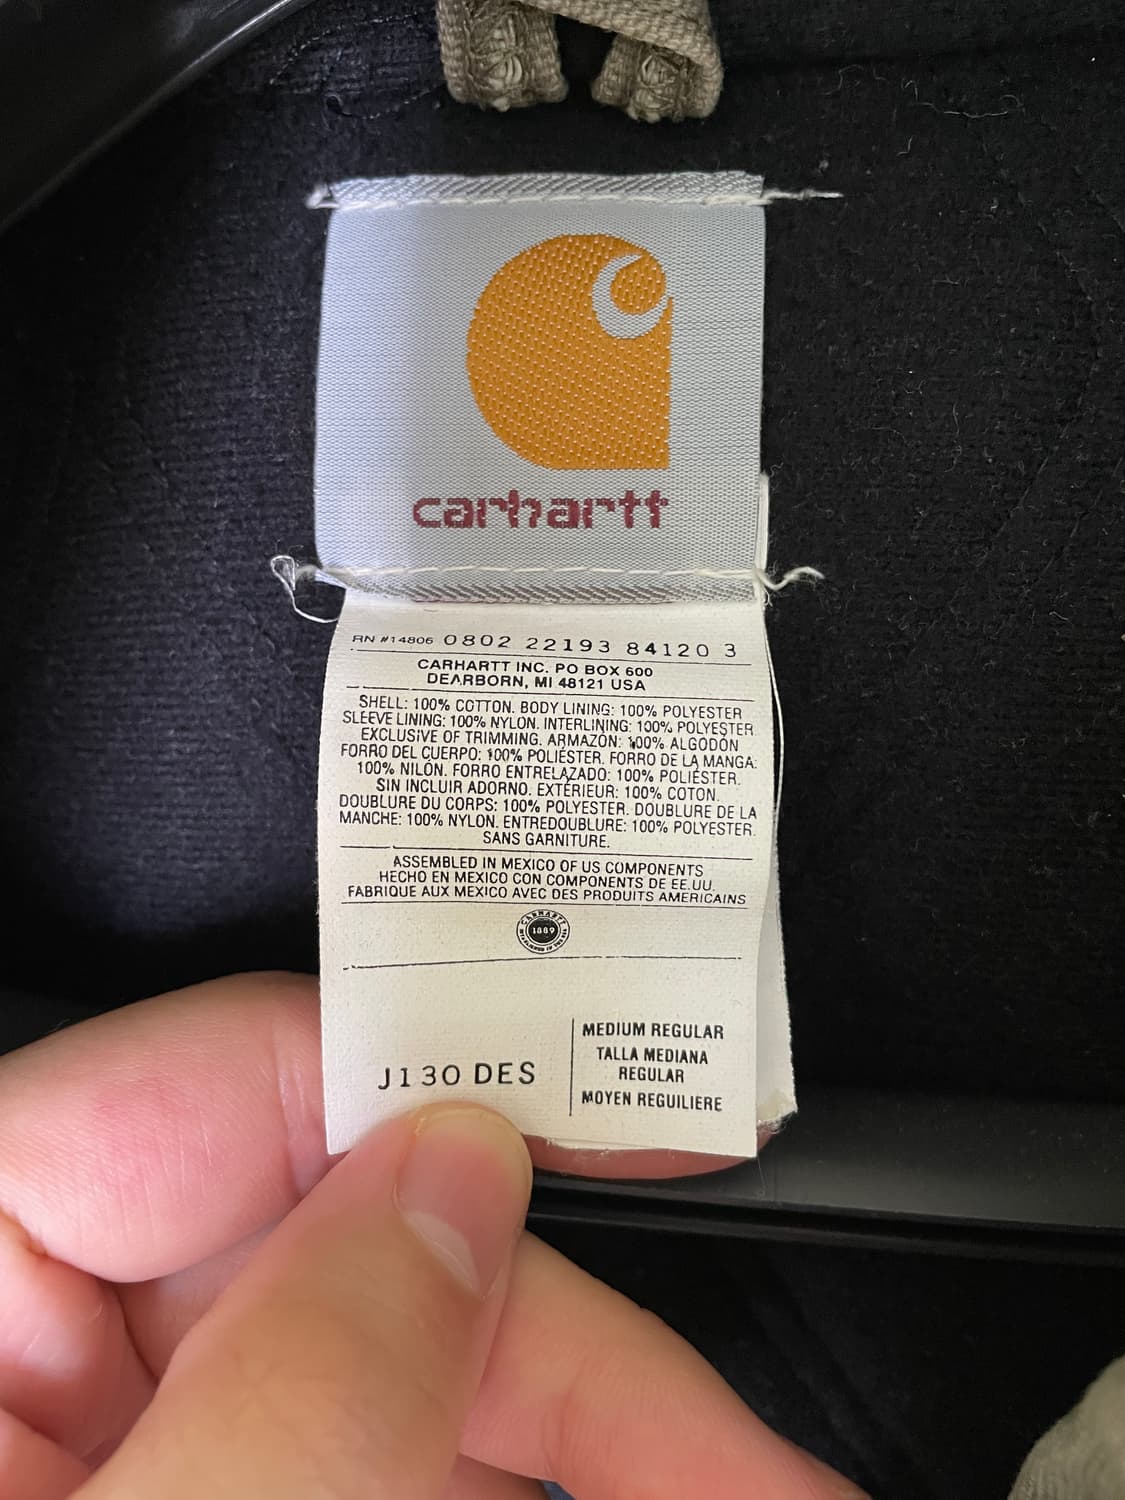 carhartt
RN #14806 0802 22193 84120 3
CARHARTT INC. PO BOX 600
DEARBORN, MI 48121 USA
SHELL: 100% COTTON. BODY LINING: 100% POLYESTER
SLEEVE LINING: 100% NYLON. INTERLINING: 100% POLYESTER
EXCLUSIVE OF TRIMMING. ARMAZÓN: 100% ALGODÓN
FORRO DEL CUERPO: 100% POLIÉSTER. FORRO DE LA MANGA:
100% NILÓN. FORRO ENTRELAZADO: 100% POLIÉSTER.
SIN INCLUIR ADORNO. EXTÉRIEUR: 100% COTON.
DOUBLURE DU CORPS: 100% POLYESTER. DOUBLURE DE LA
MANCHE: 100% NYLON. ENTREDOUBLURE: 100% POLYESTER.
SANS GARNITURE.
ASSEMBLED IN MEXICO OF US COMPONENTS
HECHO EN MEXICO CON COMPONENTS DE EE.UU.
FABRIQUE AUX MEXICO AVEC DES PRODUITS AMERICAINS
CARHARTT
1889
J130 DES
MEDIUM REGULAR
TALLA MEDIANA
REGULAR
MOYEN REGUILIERE